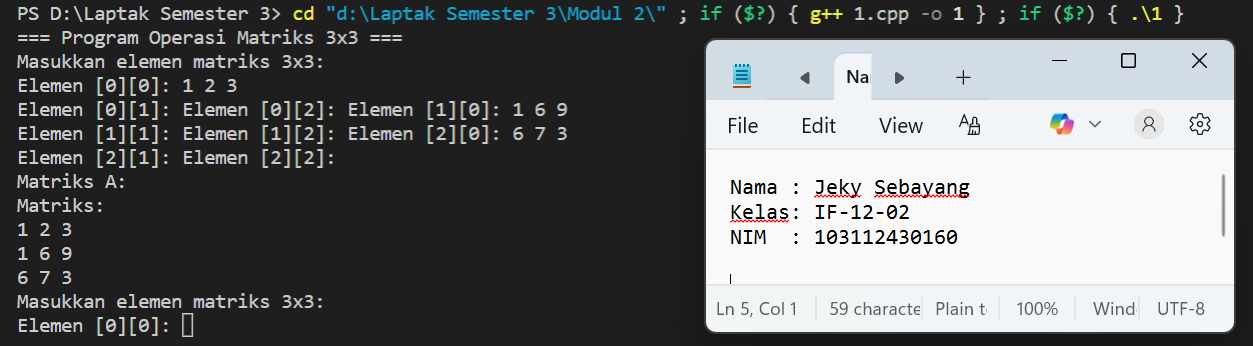 PS D:\Laptak Semester 3> cd "d:\Laptak Semester 3\Modul 2\" ; if ($?) { g++ 1.cpp -o 1 } ; if ($?) { .\1 }
=== Program Operasi Matriks 3x3 ===
Masukkan elemen matriks 3x3:
Elemen [0][0]: 1 2 3
Elemen [0][1]: Elemen [0][2]: Elemen [1][0]: 1 6 9
Elemen [1][1]: Elemen [1][2]: Elemen [2][0]: 6 7 3
Elemen [2][1]: Elemen [2][2]:
Matriks A:
Matriks:
1 2 3
1 6 9
6 7 3
Masukkan elemen matriks 3x3:
Elemen [0][0]:
Na
File Edit View
Nama : Jeky Sebayang
Kelas: IF-12-02
NIM : 103112430160
Ln 5, Col 1 59 characte Plain t 100% Wind UTF-8